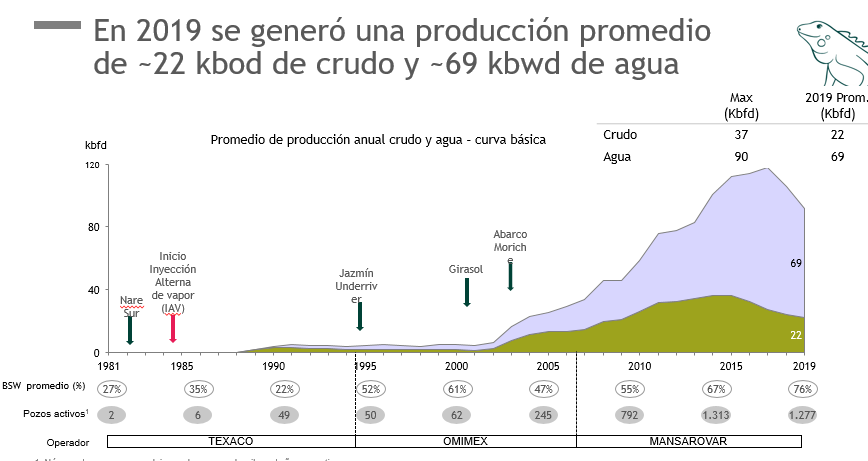 En 2019 se generó una producción promedio
de ~22 kbod de crudo y ~69 kbwd de agua
Max
(Kbfd)
2019 Prom.
(Kbfd)
Crudo 37 22
Agua 90 69
Promedio de producción anual crudo y agua – curva básica
kbfd
120
80
40
0
Nare
Sur
Inicio
Inyección
Alterna
de vapor
(IAV)
Jazmín
Underriv
er
Girasol
Abarco
Morich
e
69
22
1981 1985 1990 1995 2000 2005 2010 2015 2019
BSW promedio (%) 27% 35% 22% 52% 61% 47% 55% 67% 76%
Pozos activos¹ 2 6 49 50 62 245 792 1.313 1.277
Operador TEXACO OMIMEX MANSAROVAR